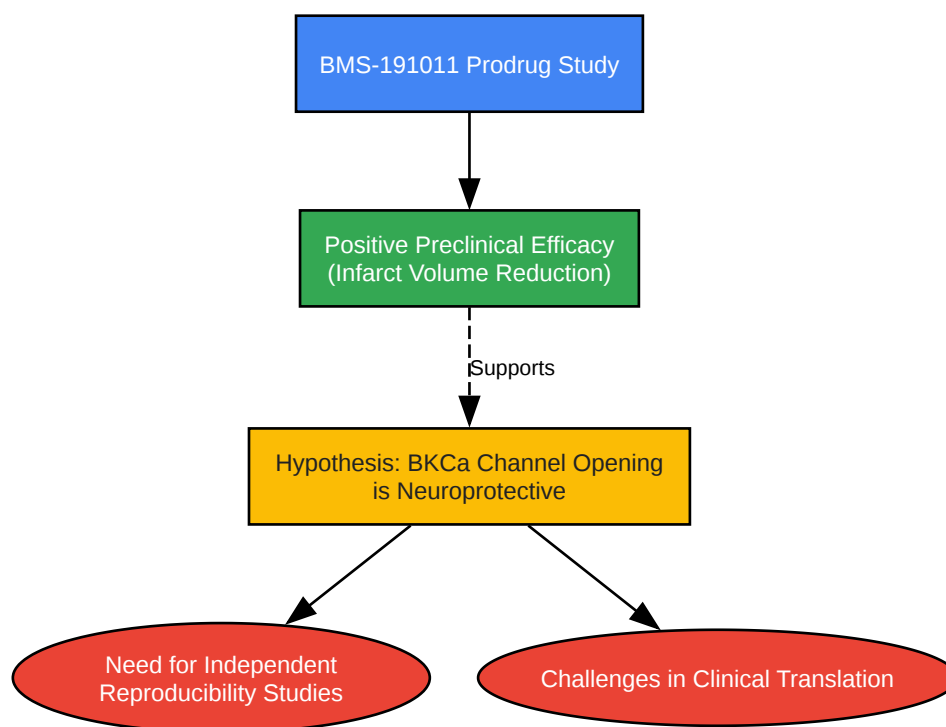 BMS-191011 Prodrug Study
Positive Preclinical Efficacy
(Infarct Volume Reduction)
Supports
Hypothesis: BKCa Channel Opening
is Neuroprotective
Need for Independent
Reproducibility Studies
Challenges in Clinical Translation